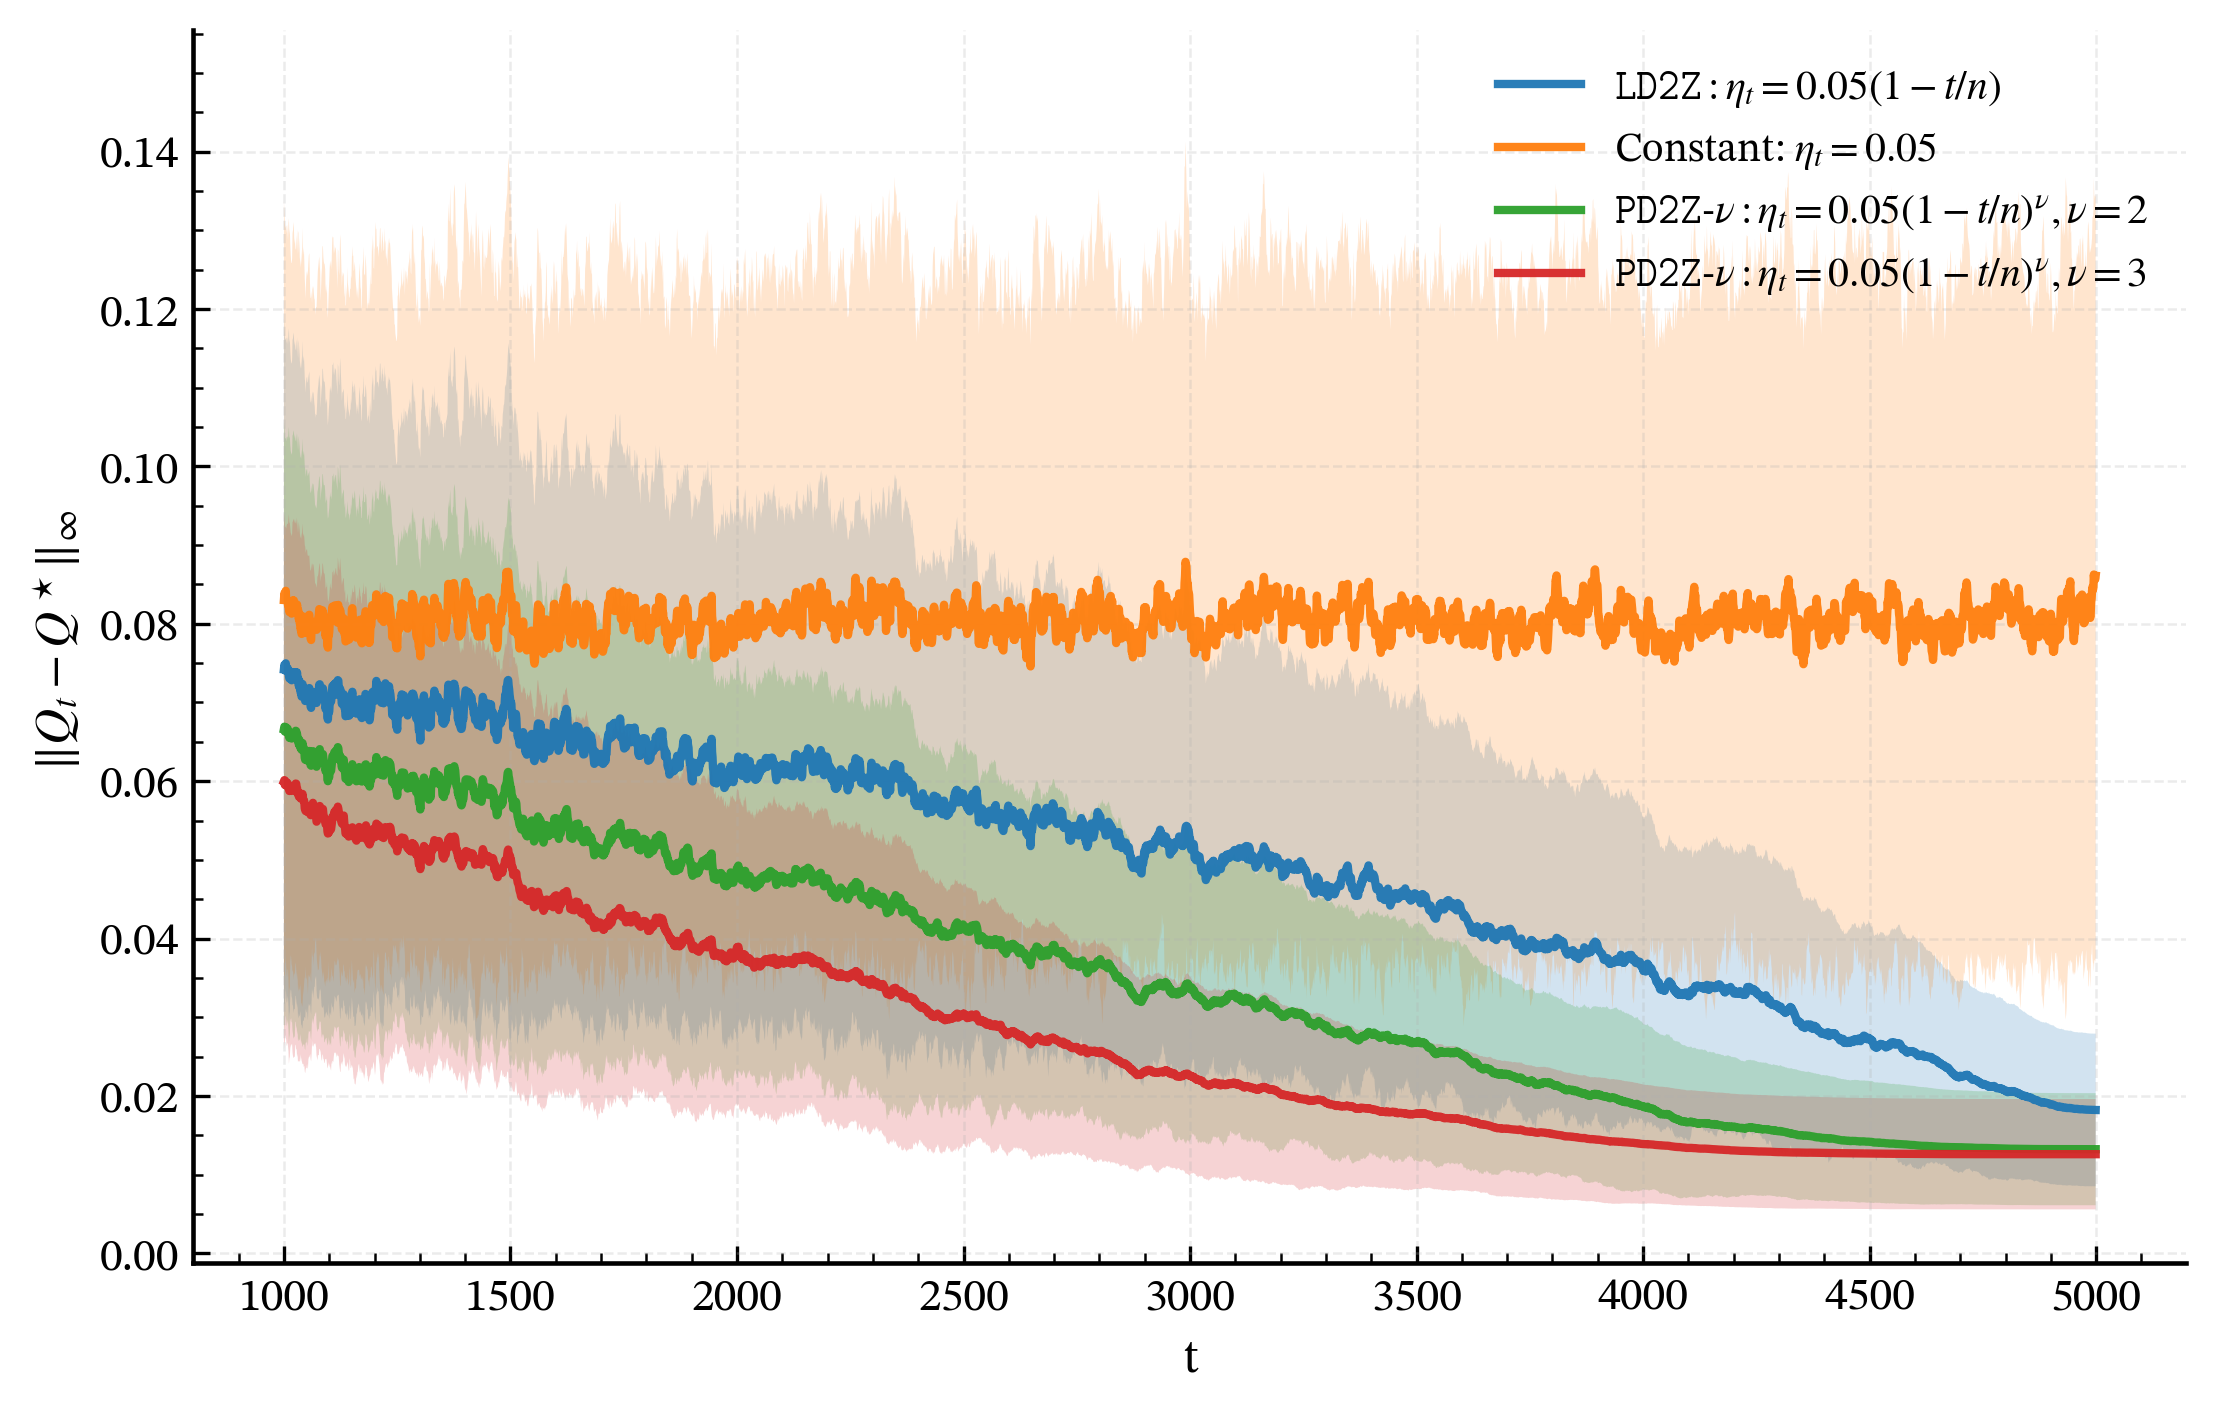 LD2Z : η_t = 0.05(1 − t/n)
Constant: η_t = 0.05
PD2Z-ν : η_t = 0.05(1 − t/n)^ν, ν = 2
PD2Z-ν : η_t = 0.05(1 − t/n)^ν, ν = 3
||Q_t − Q^⋆||_∞
0.14
0.12
0.10
0.08
0.06
0.04
0.02
0.00
1000 1500 2000 2500 3000 3500 4000 4500 5000
t